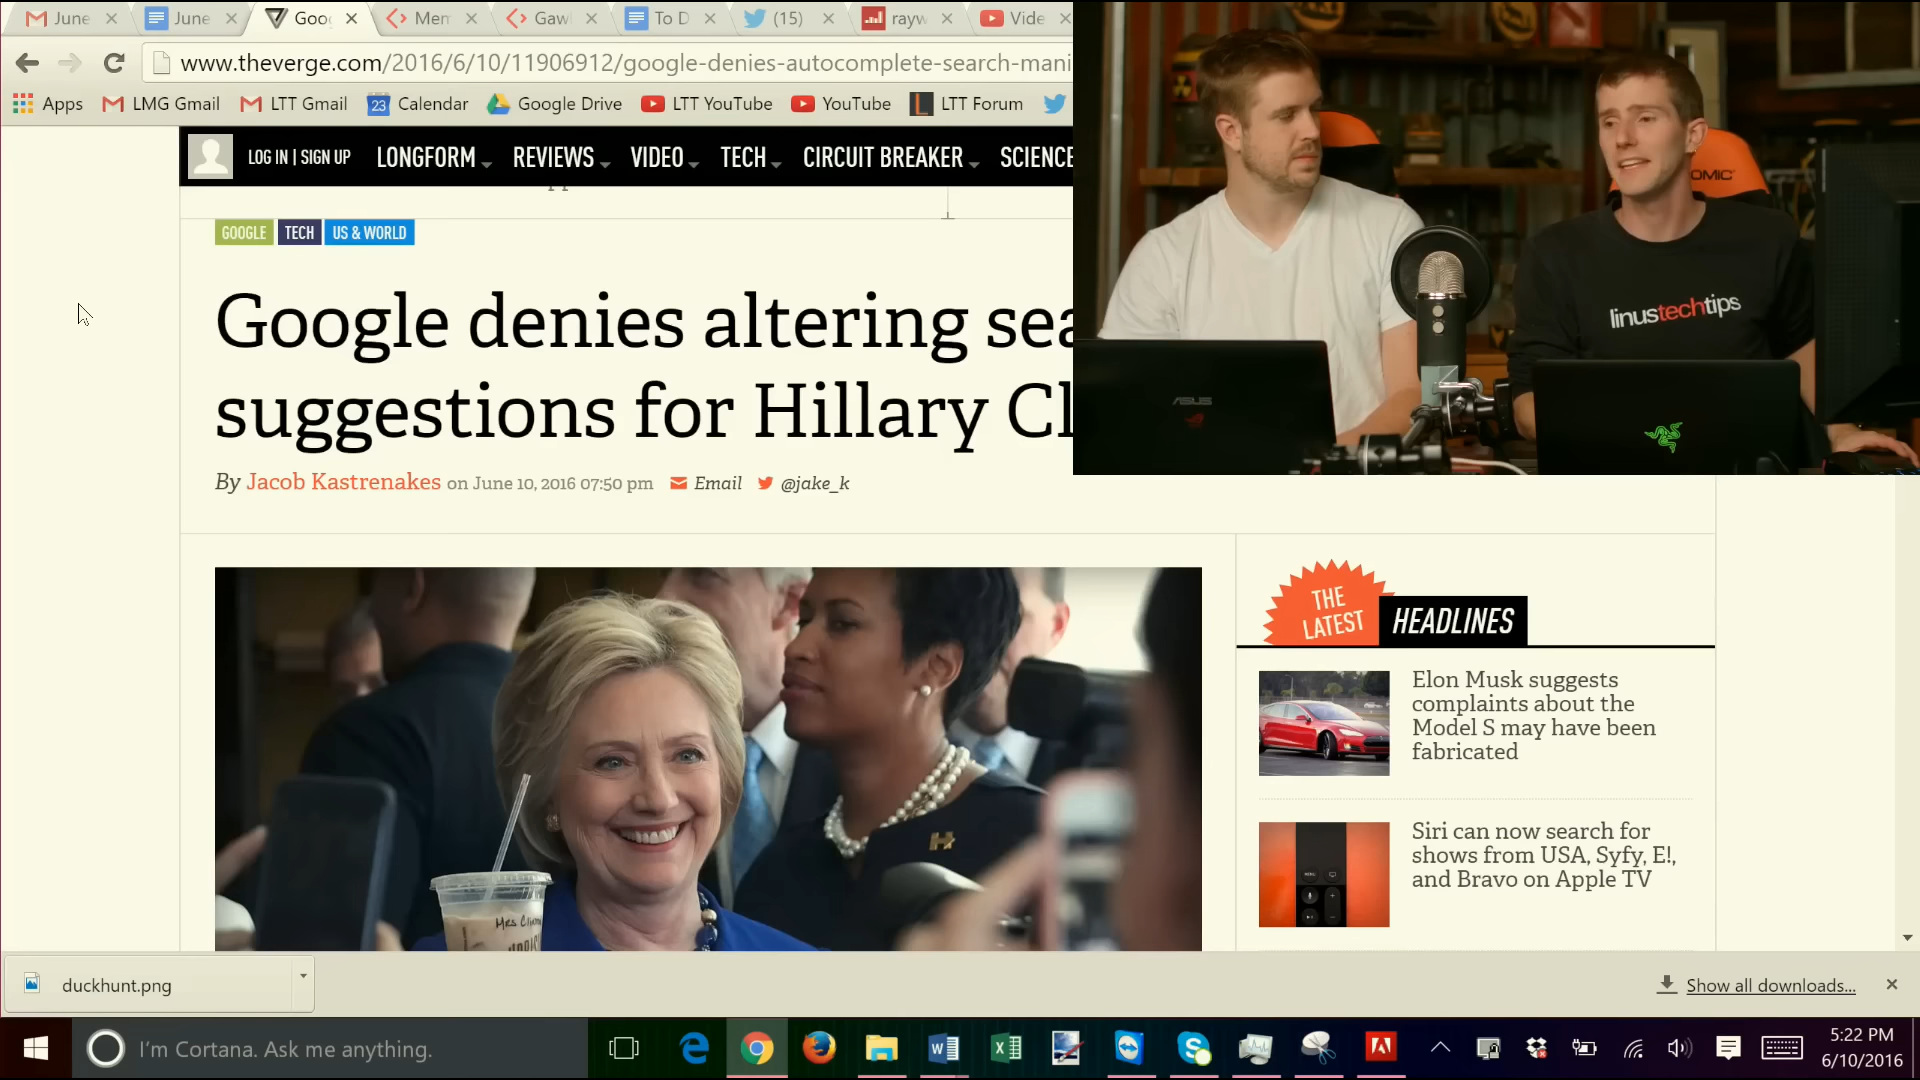 June
June
Goo
Mem
Gaw
To D
(15)
rayw
Vide
www.theverge.com/2016/6/10/11906912/google-denies-autocomplete-search-mani
Apps
LMG Gmail
LTT Gmail
23
Calendar
Google Drive
LTT YouTube
YouTube
LTT Forum
LOG IN | SIGN UP
LONGFORM
REVIEWS
VIDEO
TECH
CIRCUIT BREAKER
SCIENCE
GOOGLE
TECH
US & WORLD
Google denies altering sea
suggestions for Hillary Cl
By Jacob Kastrenakes on June 10, 2016 07:50 pm
Email
@jake_k
OMIC
linustechtips
ASUS
THE
LATEST
HEADLINES
Elon Musk suggests
complaints about the
Model S may have been
fabricated
Siri can now search for
shows from USA, Syfy, E!,
and Bravo on Apple TV
Mrs
duckhunt.png
Show all downloads...
I'm Cortana. Ask me anything.
5:22 PM
6/10/2016